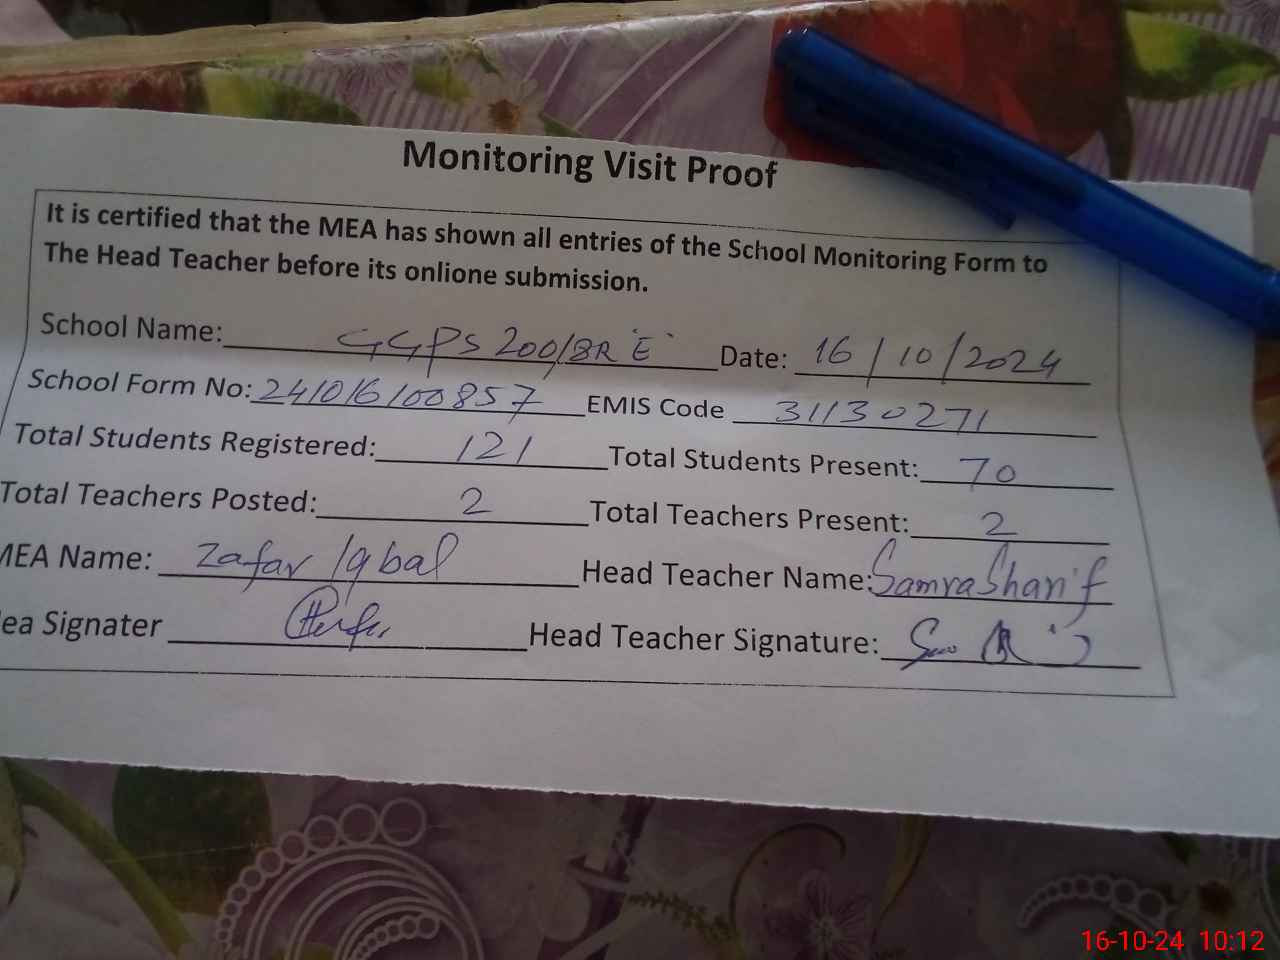 Monitoring Visit Proof
It is certified that the MEA has shown all entries of the School Monitoring Form to
The Head Teacher before its onlione submission.
School Name: GGPS 200/8R "E" Date: 16/10/2024
School Form No: 241016100857 EMIS Code 31130271
Total Students Registered: 121 Total Students Present: 70
Total Teachers Posted: 2 Total Teachers Present: 2
MEA Name: Zafar Iqbal Head Teacher Name: Samra Sharif
ea Signater Head Teacher Signature:
16-10-24 10:12